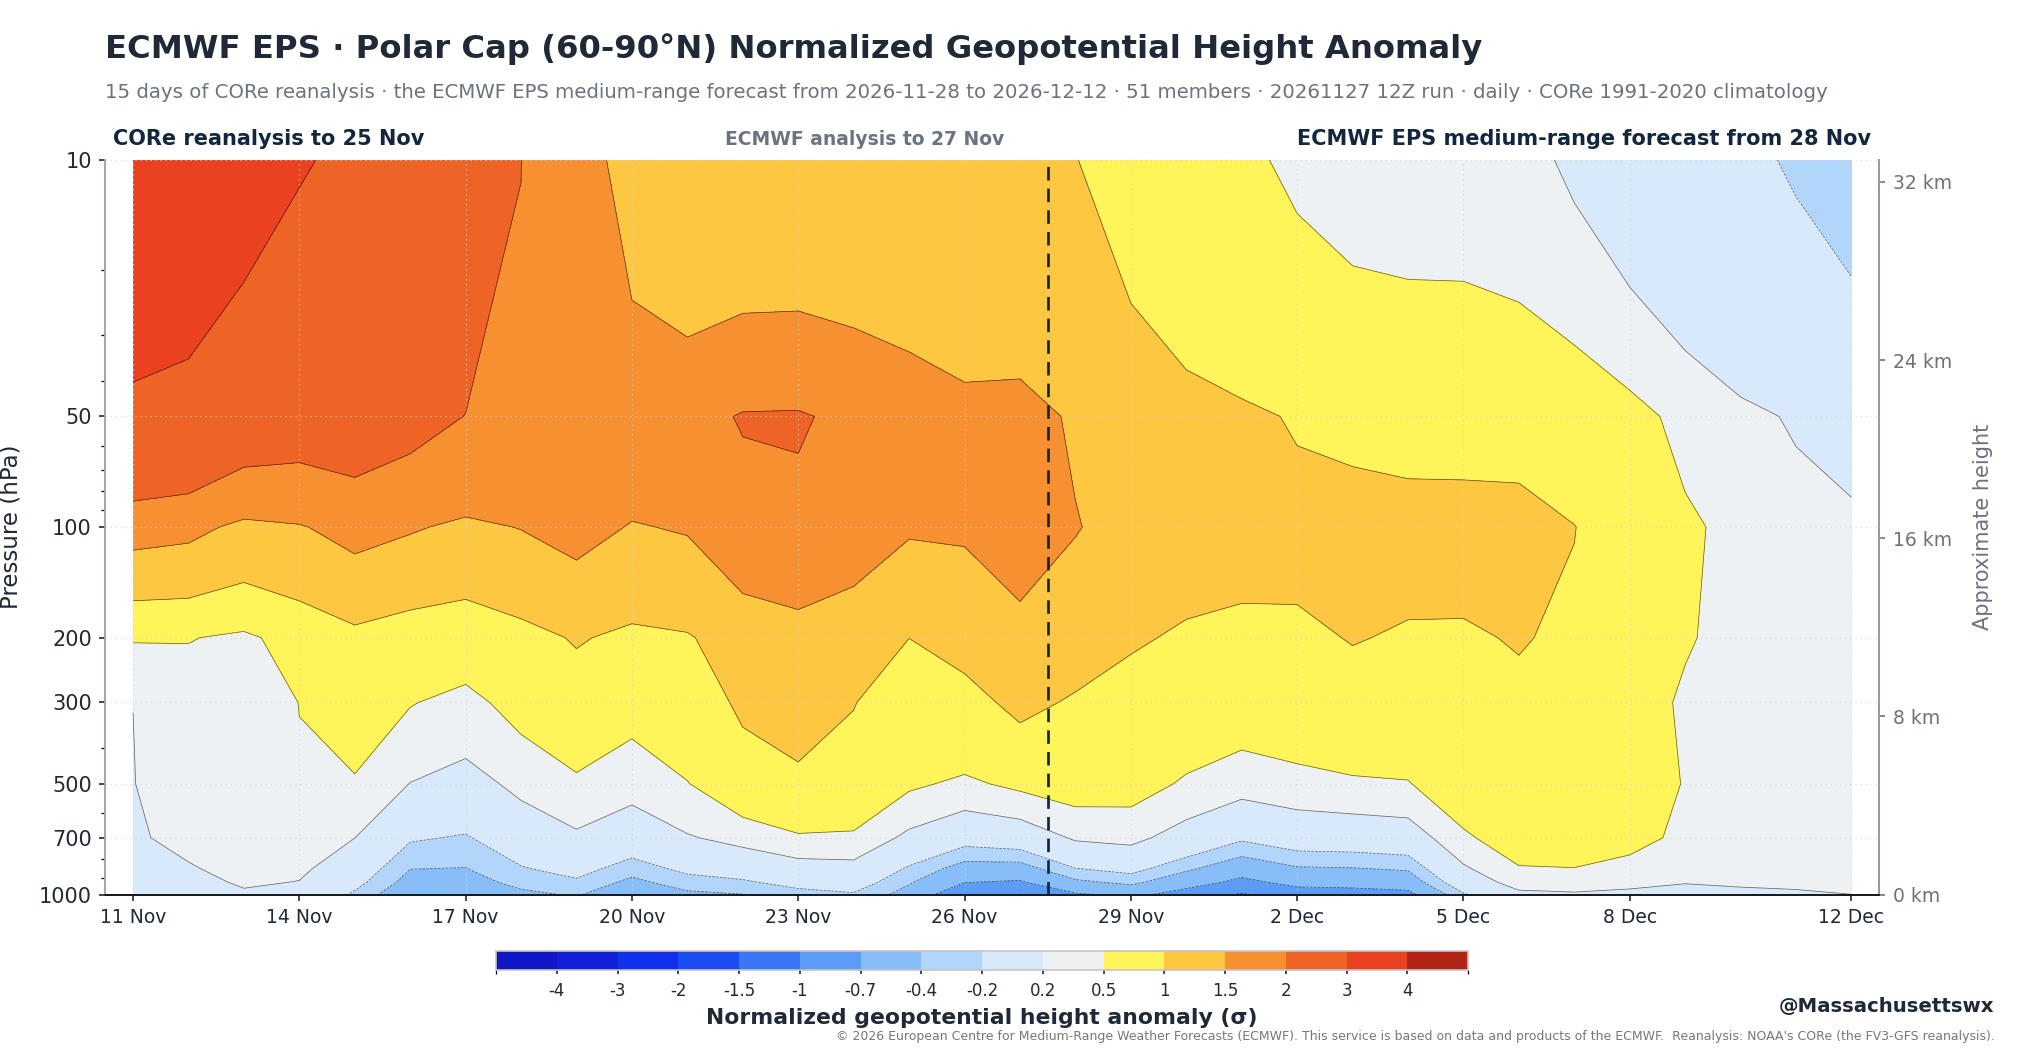 ECMWF EPS · Polar Cap (60-90°N) Normalized Geopotential Height Anomaly
15 days of CORe reanalysis · the ECMWF EPS medium-range forecast from 2026-11-28 to 2026-12-12 · 51 members · 20261127 12Z run · daily · CORe 1991-2020 climatology
CORe reanalysis to 25 Nov
ECMWF analysis to 27 Nov
ECMWF EPS medium-range forecast from 28 Nov
Pressure (hPa)
10
50
100
200
300
500
700
1000
32 km
24 km
16 km
8 km
0 km
Approximate height
11 Nov 14 Nov 17 Nov 20 Nov 23 Nov 26 Nov 29 Nov 2 Dec 5 Dec 8 Dec 12 Dec
-4 -3 -2 -1.5 -1 -0.7 -0.4 -0.2 0.2 0.5 1 1.5 2 3 4
Normalized geopotential height anomaly (σ)
@Massachusettswx
© 2026 European Centre for Medium-Range Weather Forecasts (ECMWF). This service is based on data and products of the ECMWF. Reanalysis: NOAA's CORe (the FV3-GFS reanalysis).